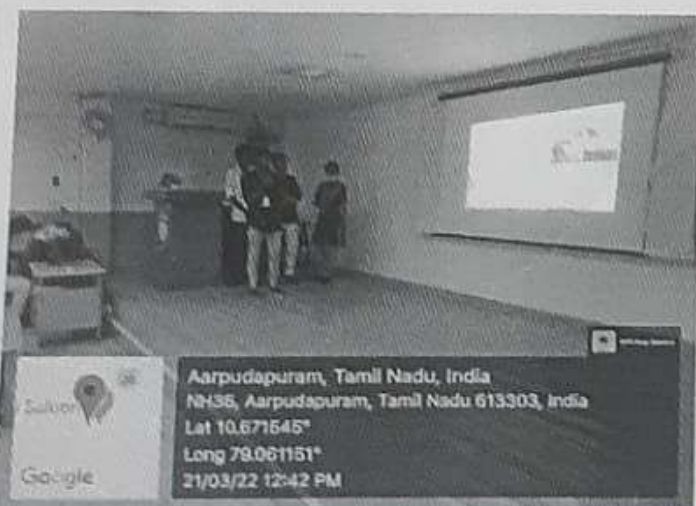 Aarpudapuram, Tamil Nadu, India
NH36, Aarpudapuram, Tamil Nadu 613303, India
Lat 10.671545°
Long 79.061151°
Google
21/03/22 12:42 PM